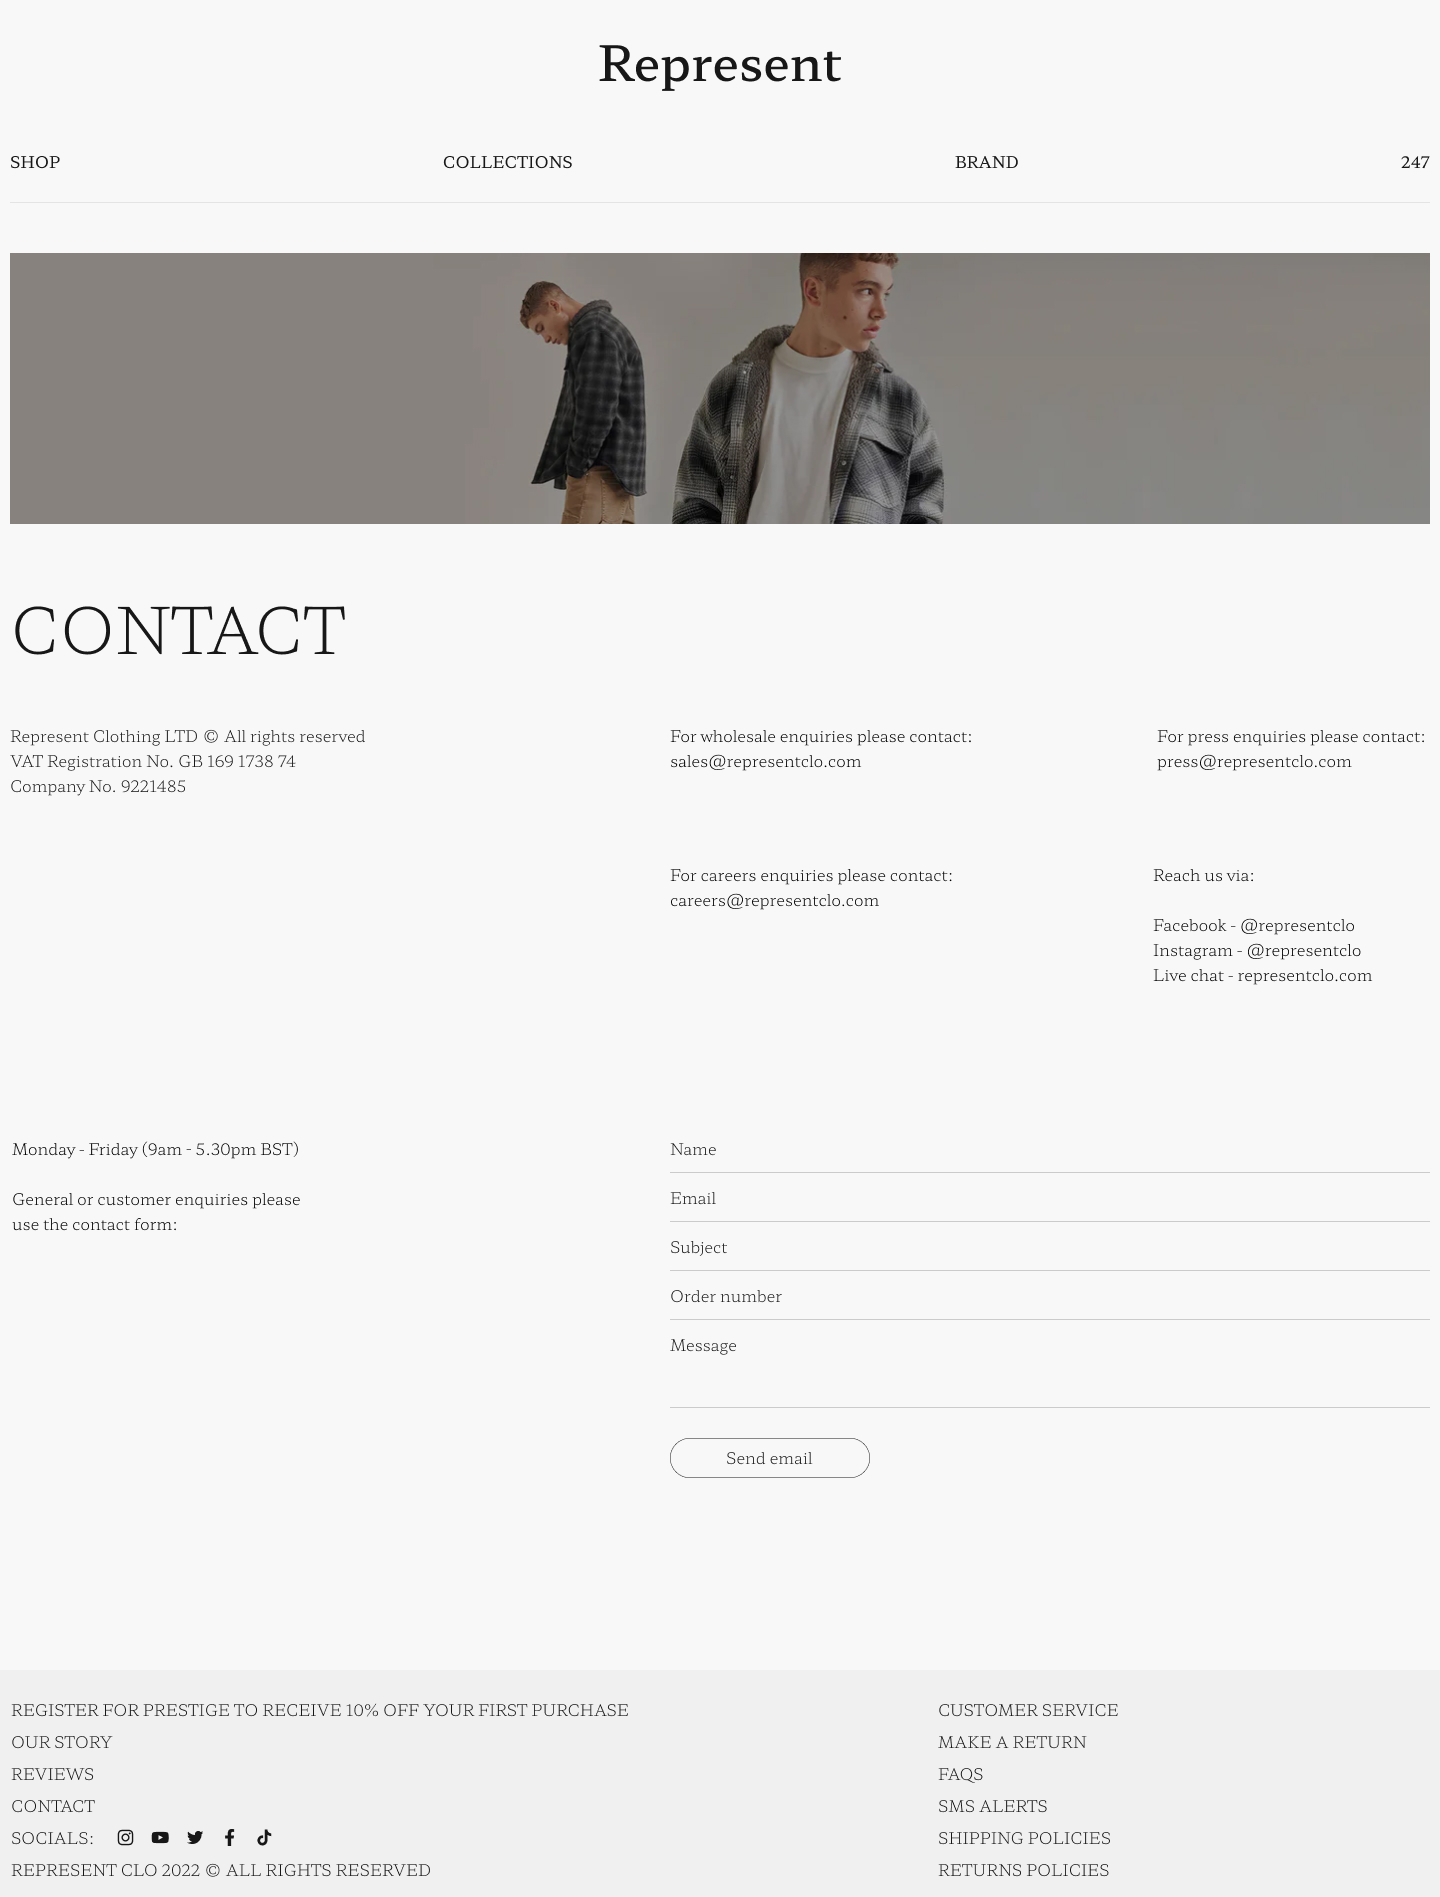 Represent
SHOP
COLLECTIONS
BRAND
247
CONTACT
Represent Clothing LTD © All rights reserved
VAT Registration No. GB 169 1738 74
Company No. 9221485
For wholesale enquiries please contact:
sales@representclo.com
For press enquiries please contact:
press@representclo.com
For careers enquiries please contact:
careers@representclo.com
Reach us via:
Facebook - @representclo
Instagram - @representclo
Live chat - representclo.com
Monday - Friday (9am - 5.30pm BST)
General or customer enquiries please
use the contact form:
Name
Email
Subject
Order number
Message
Send email
REGISTER FOR PRESTIGE TO RECEIVE 10% OFF YOUR FIRST PURCHASE
OUR STORY
REVIEWS
CONTACT
SOCIALS:
REPRESENT CLO 2022 © ALL RIGHTS RESERVED
CUSTOMER SERVICE
MAKE A RETURN
FAQS
SMS ALERTS
SHIPPING POLICIES
RETURNS POLICIES